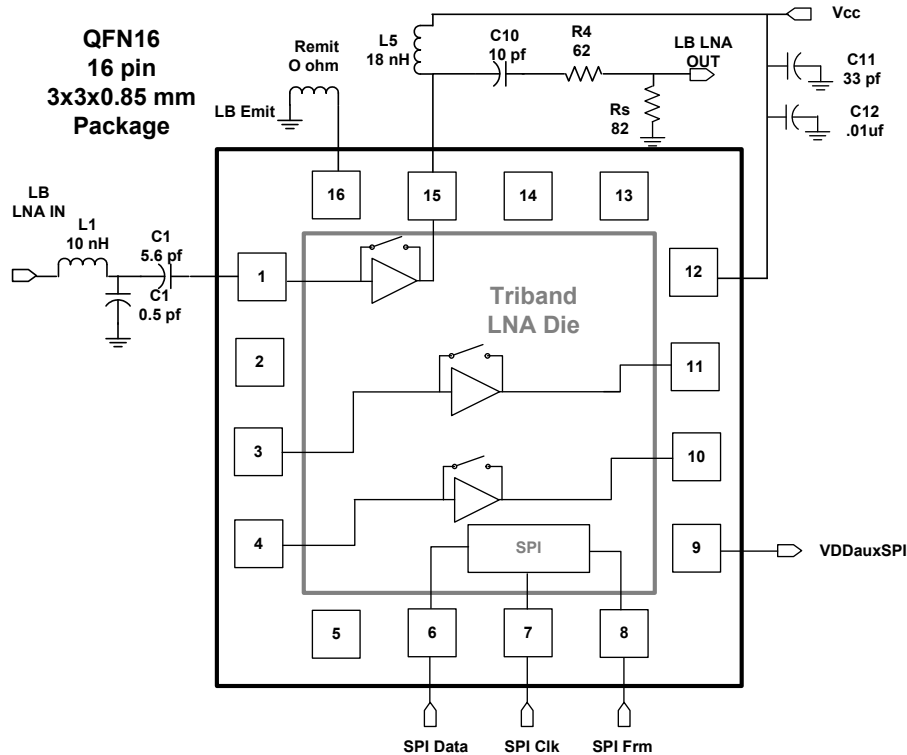 QFN16
16 pin
3x3x0.85 mm
Package
Remit
O ohm
LB Emit
L5
18 nH
C10
10 pf
R4
62
LB LNA
OUT
Rs
82
Vcc
C11
33 pf
C12
.01uf
LB
LNA IN
L1
10 nH
C1
5.6 pf
C1
0.5 pf
16
15
14
13
1
2
3
4
12
11
10
9
Triband
LNA Die
SPI
VDDauxSPI
5
6
7
8
SPI Data
SPI Clk
SPI Frm